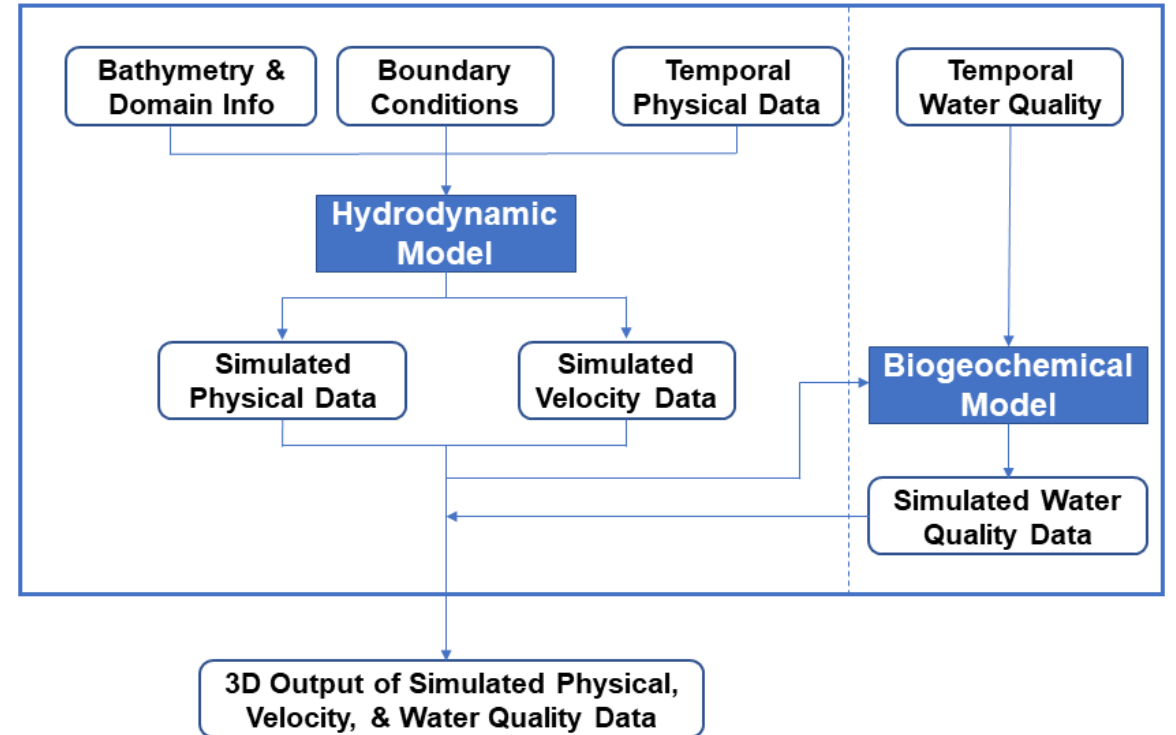 Bathymetry &
Domain Info
Boundary
Conditions
Temporal
Physical Data
Temporal
Water Quality
Hydrodynamic
Model
Simulated
Physical Data
Simulated
Velocity Data
Biogeochemical
Model
Simulated Water
Quality Data
3D Output of Simulated Physical,
Velocity, & Water Quality Data